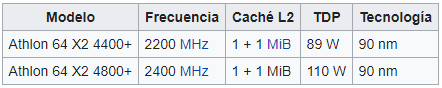 Modelo Frecuencia Caché L2 TDP Tecnología
Athlon 64 X2 4400+ 2200 MHz 1 + 1 MiB 89 W 90 nm
Athlon 64 X2 4800+ 2400 MHz 1 + 1 MiB 110 W 90 nm